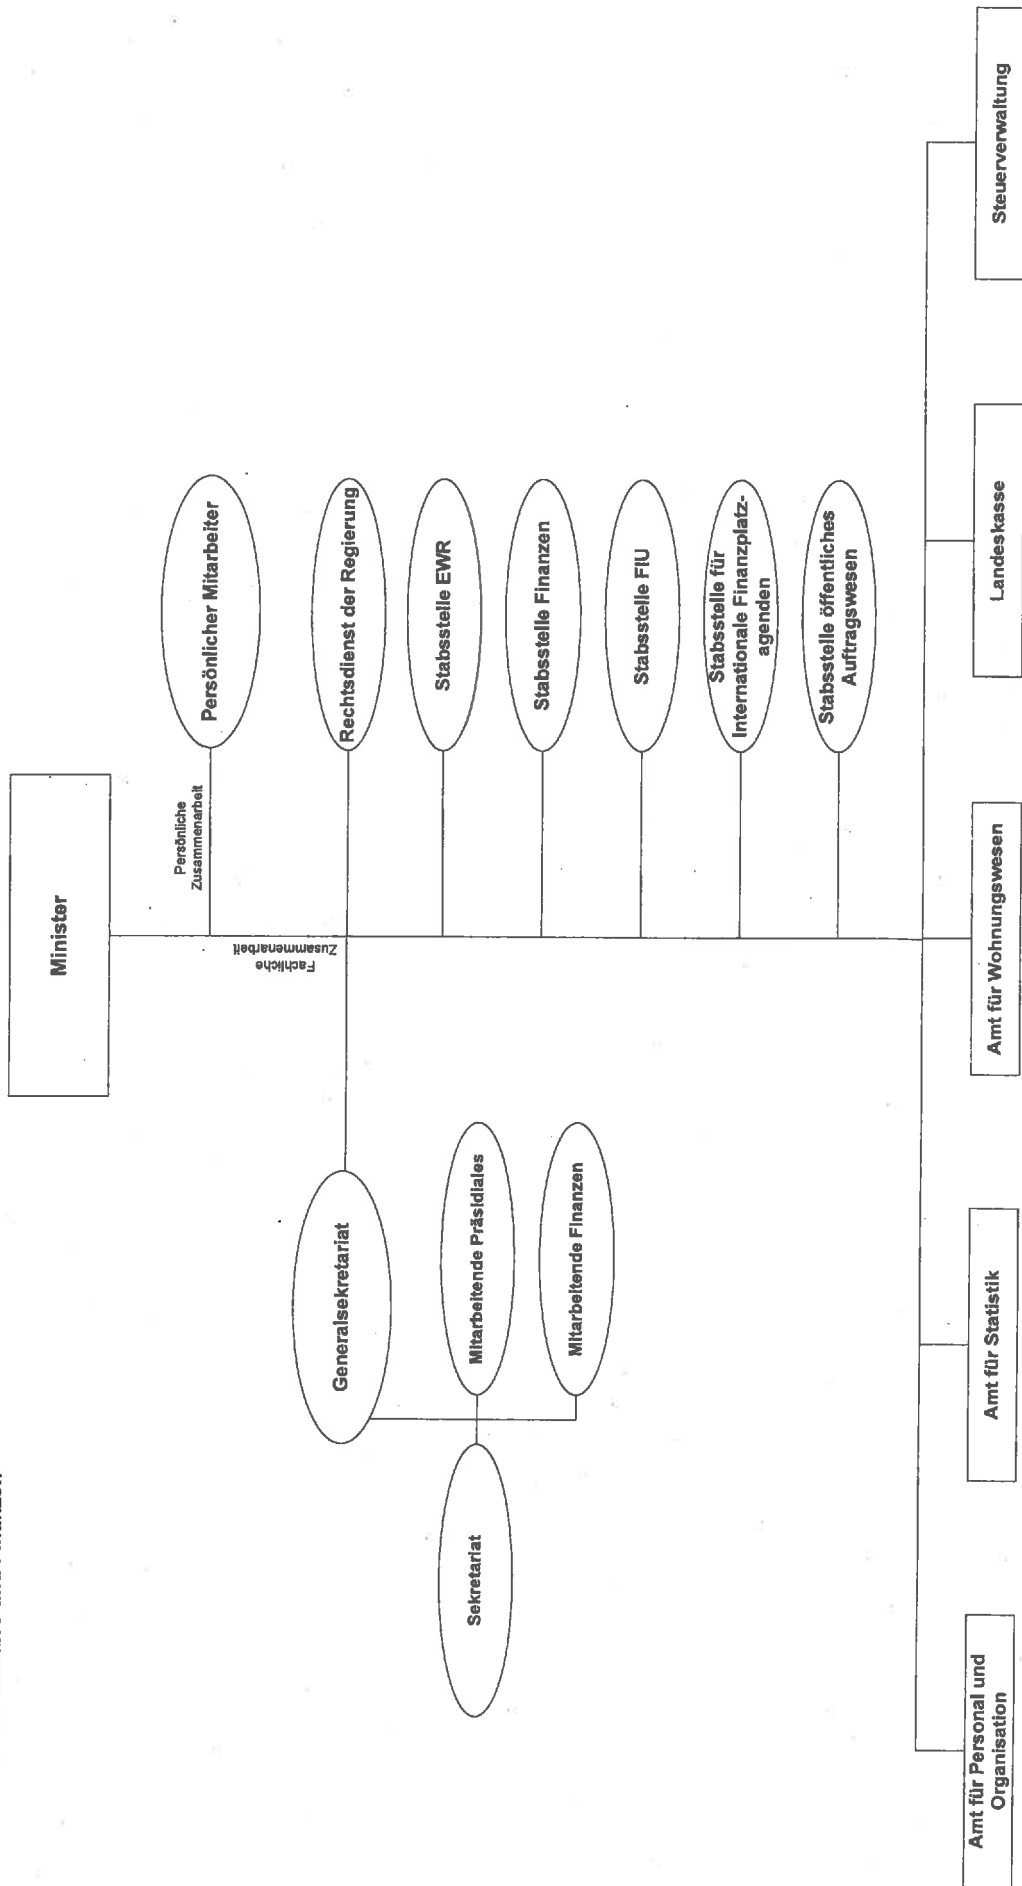 Minister
Persönliche
Zusammenarbeit
Persönlicher Mitarbeiter
Fachliche
Zusammenarbeit
Generalsekretariat
Rechtsdienst der Regierung
Sekretariat
Mitarbeitende Präsidiales
Stabsstelle EWR
Mitarbeitende Finanzen
Stabsstelle Finanzen
Stabsstelle FIU
Stabsstelle für
Internationale Finanzplatz-
agenden
Stabsstelle öffentliches
Auftragswesen
Amt für Personal und
Organisation
Amt für Statistik
Amt für Wohnungswesen
Landeskasse
Steuerverwaltung